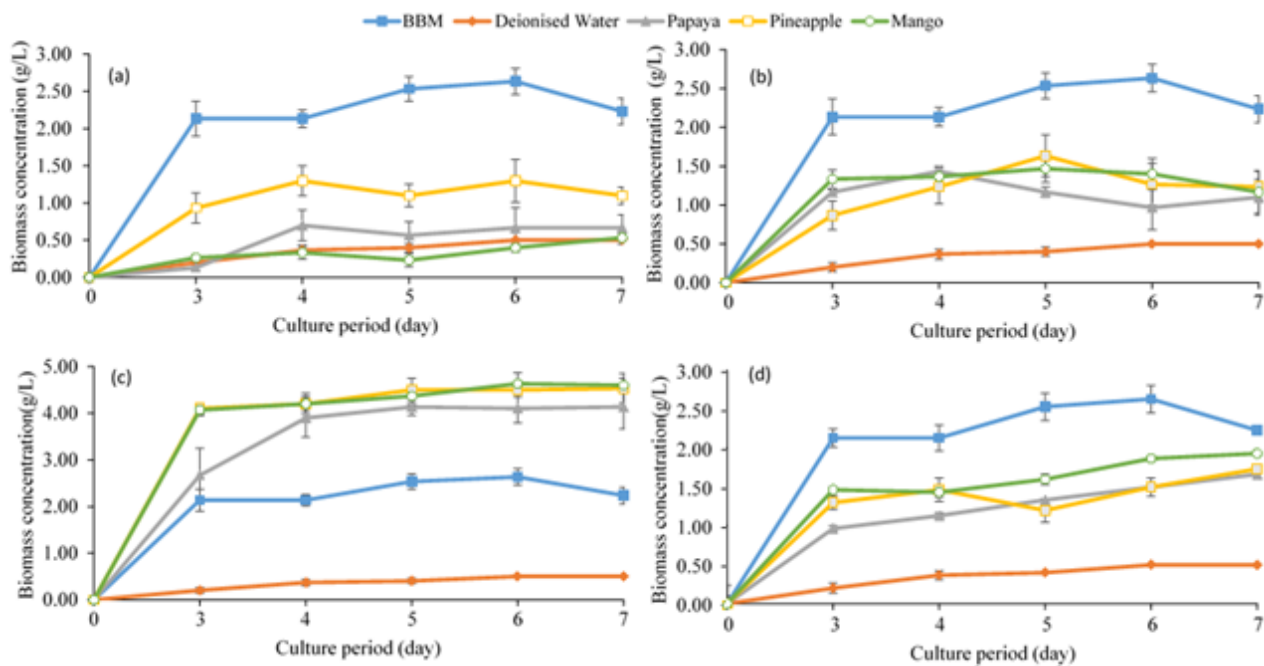 BBM Deionised Water Papaya Pineapple Mango
(a)
Biomass concentration (g/L)
3.00
2.50
2.00
1.50
1.00
0.50
0.00
0 3 4 5 6 7
Culture period (day)
(b)
Biomass concentration (g/L)
3.00
2.50
2.00
1.50
1.00
0.50
0.00
0 3 4 5 6 7
Culture period (day)
(c)
Biomass concentration(g/L)
5.00
4.00
3.00
2.00
1.00
0.00
0 3 4 5 6 7
Culture period (day)
(d)
Biomass concentration(g/L)
3.00
2.50
2.00
1.50
1.00
0.50
0.00
0 3 4 5 6 7
Culture period (day)